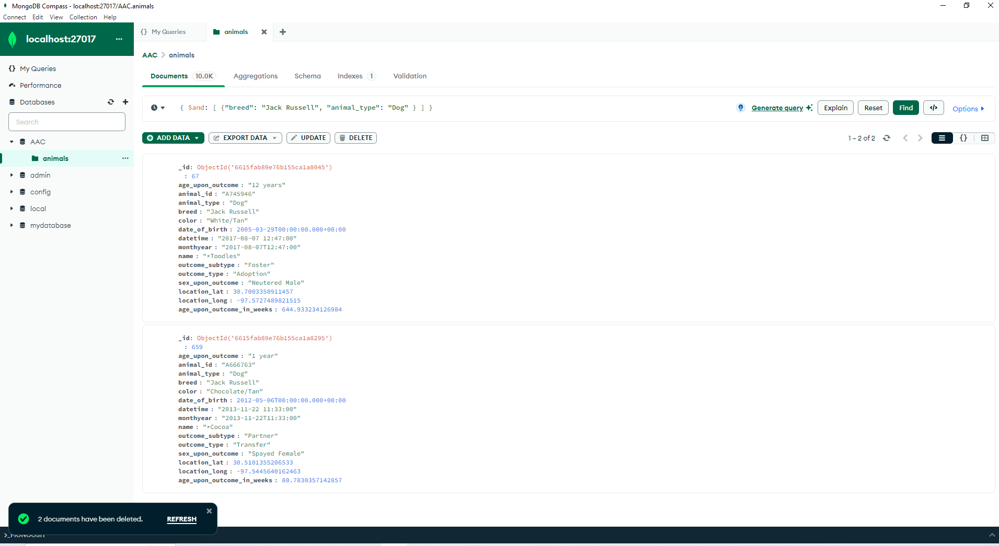 MongoDB Compass - localhost:27017/AAC.animals
Connect Edit View Collection Help
localhost:27017 ...
{} My Queries
animals
My Queries
Performance
Databases
Search
AAC
animals
admin
config
local
mydatabase
AAC > animals
Documents 10.0K Aggregations Schema Indexes 1 Validation
{ $and: [ {"breed": "Jack Russell", "animal_type": "Dog" } ] }
Generate query Explain Reset Find </> Options
ADD DATA EXPORT DATA UPDATE DELETE 1 – 2 of 2 {}
_id: ObjectId('6615fab89e76b155ca1a8045')
: 67
age_upon_outcome : "12 years"
animal_id : "A745946"
animal_type : "Dog"
breed : "Jack Russell"
color : "White/Tan"
date_of_birth : 2005-03-29T00:00:00.000+00:00
datetime : "2017-08-07 12:47:00"
monthyear : "2017-08-07T12:47:00"
name : "*Toodles"
outcome_subtype : "Foster"
outcome_type : "Adoption"
sex_upon_outcome : "Neutered Male"
location_lat : 30.7003350911457
location_long : -97.5727489821515
age_upon_outcome_in_weeks : 644.933234126984
_id: ObjectId('6615fab89e76b155ca1a8295')
: 659
age_upon_outcome : "1 year"
animal_id : "A666763"
animal_type : "Dog"
breed : "Jack Russell"
color : "Chocolate/Tan"
date_of_birth : 2012-05-06T00:00:00.000+00:00
datetime : "2013-11-22 11:33:00"
monthyear : "2013-11-22T11:33:00"
name : "*Cocoa"
outcome_subtype : "Partner"
outcome_type : "Transfer"
sex_upon_outcome : "Spayed Female"
location_lat : 30.5101355206533
location_long : -97.5445640162463
age_upon_outcome_in_weeks : 80.7830357142857
2 documents have been deleted. REFRESH
>_MONGOSH